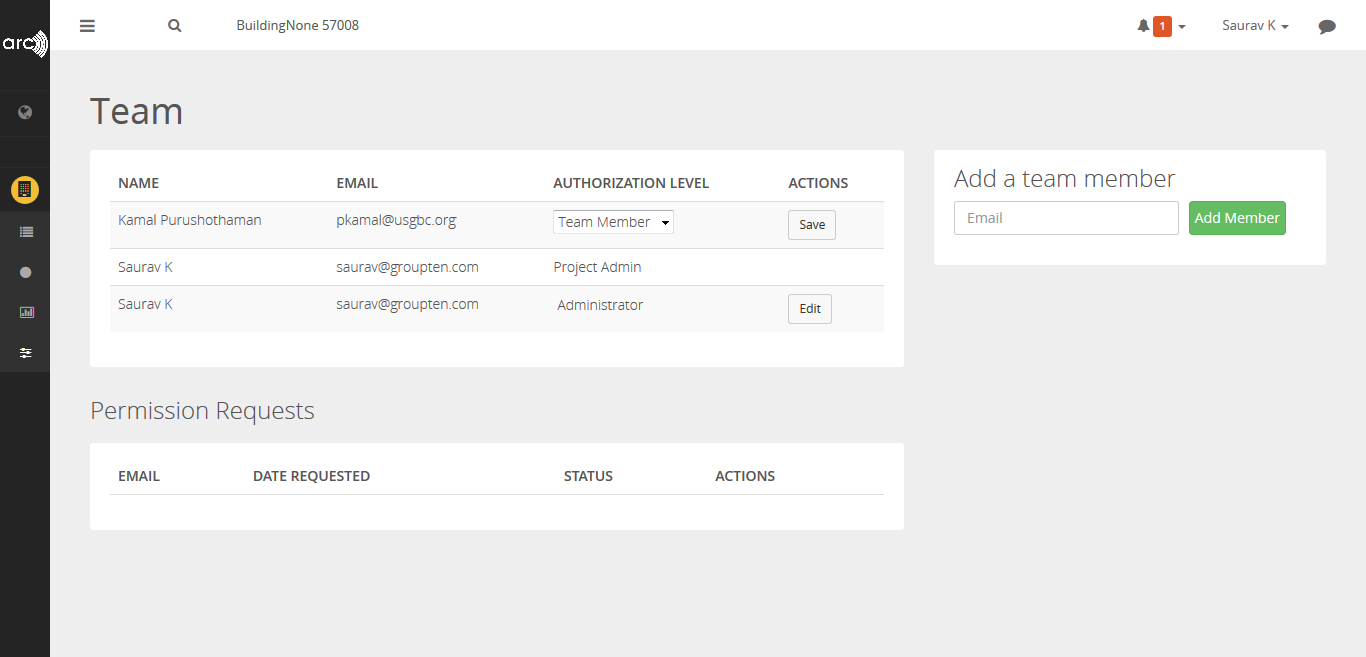 arc
BuildingNone 57008
1
Saurav K
Team
NAME EMAIL AUTHORIZATION LEVEL ACTIONS
Kamal Purushothaman pkamal@usgbc.org Team Member Save
Saurav K saurav@groupten.com Project Admin
Saurav K saurav@groupten.com Administrator Edit
Add a team member
Email Add Member
Permission Requests
EMAIL DATE REQUESTED STATUS ACTIONS